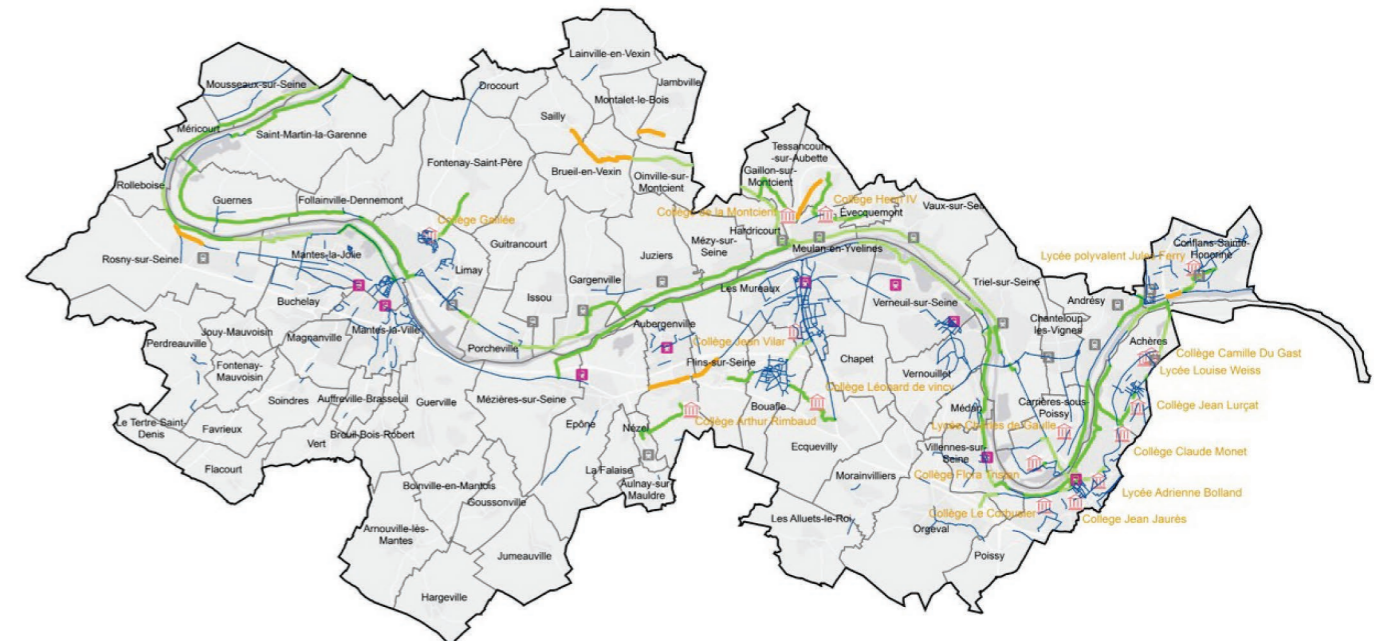 Lainville-en-Vexin
Mousseaux-sur-Seine
Drocourt
Jambville
Montalet-le-Bois
Sailly
Méricourt
Saint-Martin-la-Garenne
Tessancourt
-sur-Aubette
Fontenay-Saint-Père
Brueil-en-Vexin
Oinville-sur-
Montcient
Gaillon-sur-
Montcient
Rolleboise
Guernes
Follainville-Dennemont
Collège Galilée
Collège de la Montcient
Collège Henri IV
Évecquemont
Vaux-sur-Seine
Hardricourt
Mézy-sur-
Seine
Meulan-en-Yvelines
Guitrancourt
Juziers
Conflans-Sainte-
Honorine
Lycée polyvalent Jules Ferry
Rosny-sur-Seine
Mantes-la-Jolie
Limay
Gargenville
Issou
Les Mureaux
Triel-sur-Seine
Buchelay
Verneuil-sur-Seine
Andrésy
Chanteloup
-les-Vignes
Jouy-Mauvoisin
Mantes-la-Ville
Magnanville
Perdreauville
Porcheville
Aubergenville
Collège Jean Vilar
Achères
Flins-sur-Seine
Chapet
Collège Camille Du Gast
Lycée Louise Weiss
Fontenay-
Mauvoisin
Vernouillet
Collège Léonard de vincy
Soindres
Auffreville-Brasseuil
Guerville
Mézières-sur-Seine
Bouafle
Médan
Carrières-sous-
Poissy
Collège Jean Lurçat
Le Tertre-Saint-
Denis
Favrieux
Vert
Breuil-Bois-Robert
Epône
Nézel
Collège Arthur Rimbaud
Lycée Charles de Gaulle
Ecquevilly
Villennes-sur-
Seine
Collège Claude Monet
Flacourt
La Falaise
Aulnay-sur
Mauldre
Morainvilliers
Collège Flora Tristan
Boinville-en-Mantois
Goussonville
Lycée Adrienne Bolland
Les Alluets-le-Roi
Collège Le Corbusier
College Jean Jaurès
Arnouville-lès-
Mantes
Orgeval
Jumeauville
Poissy
Hargeville